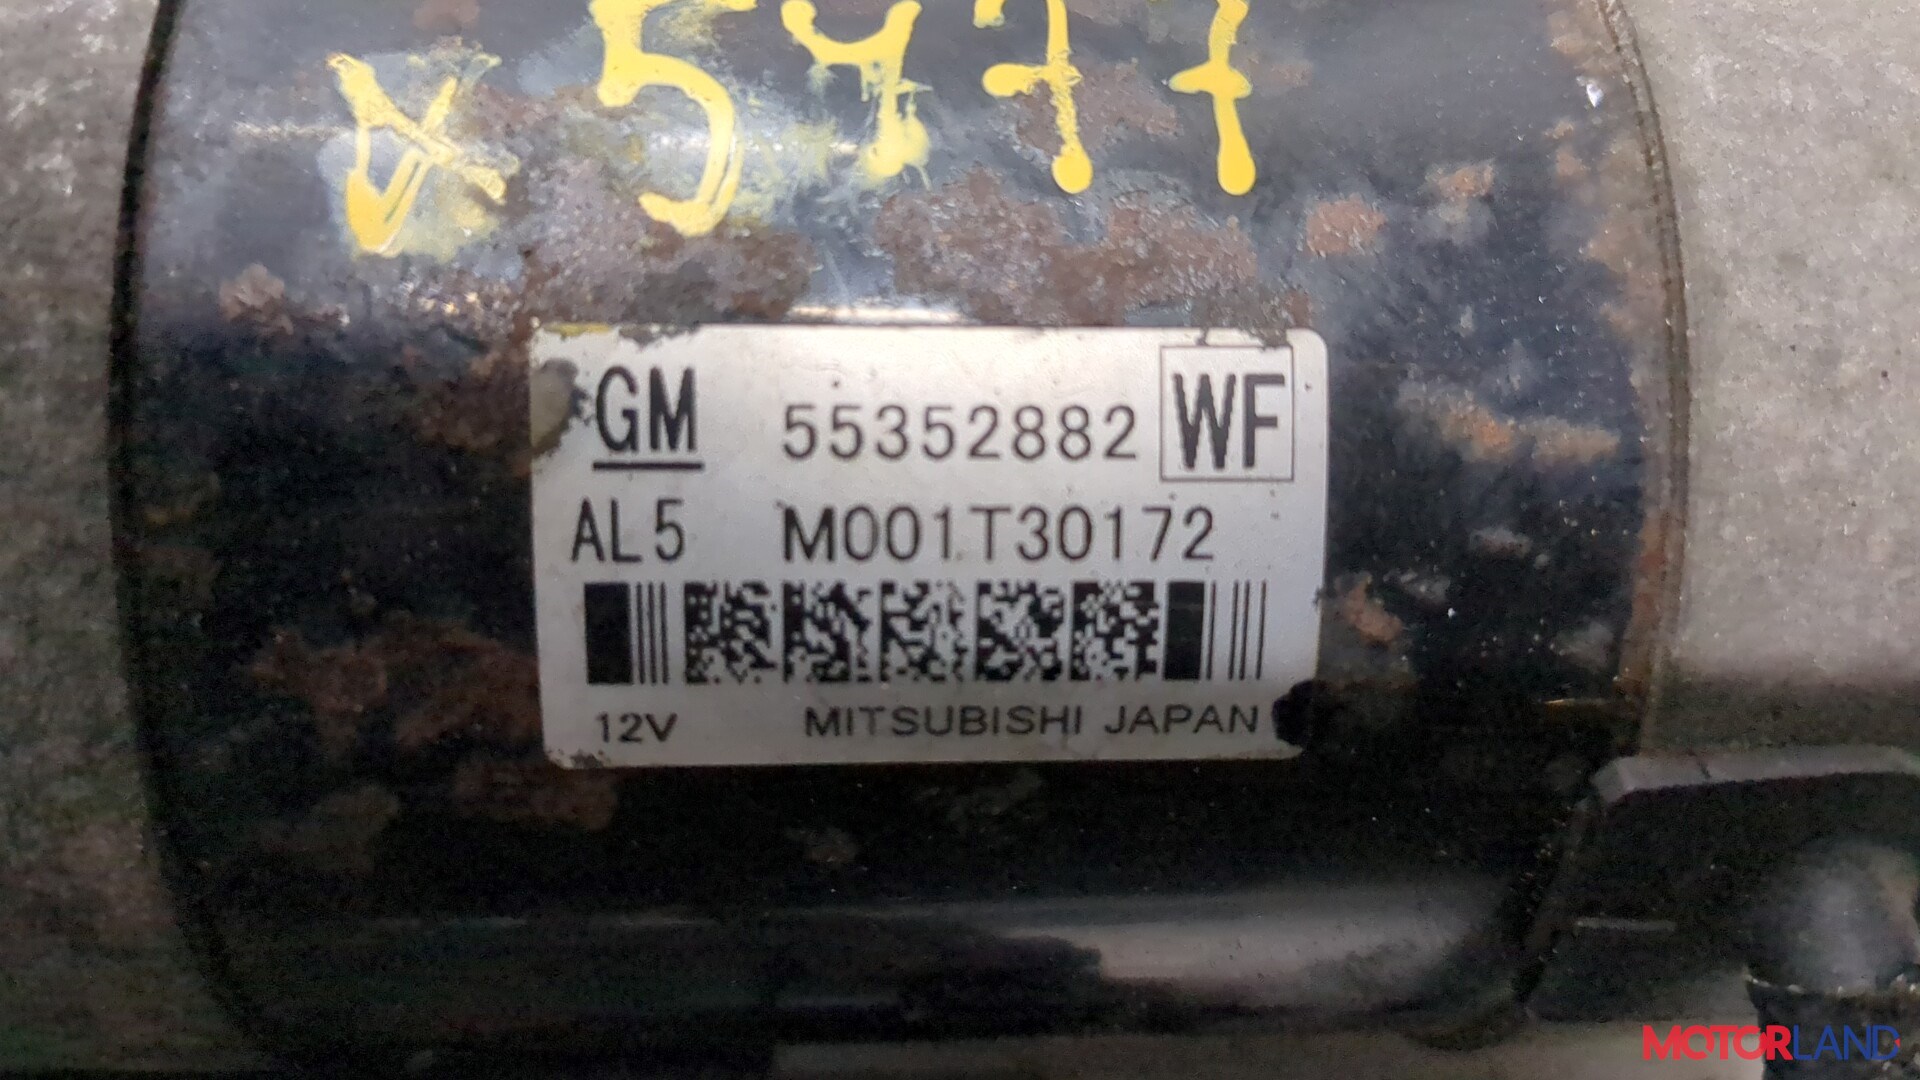 5477
GM 55352882 WF
AL5 M001T30172
12V MITSUBISHI JAPAN
MOTORLAND